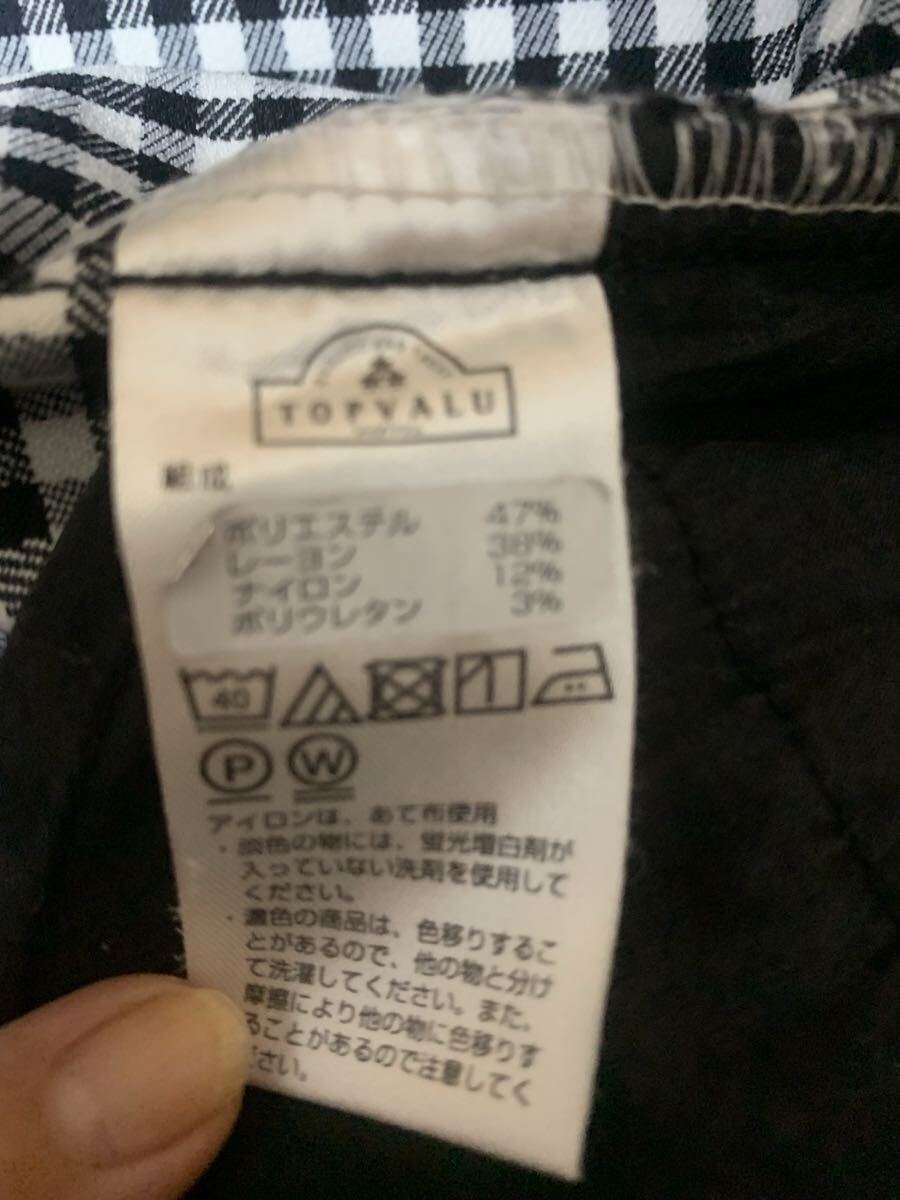 TOPVALU
組成
ポリエステル 47%
レーヨン 38%
ナイロン 12%
ポリウレタン 3%
40
P W
アイロンは、あて布使用
・淡色の物には、蛍光増白剤が
入っていない洗剤を使用して
ください。
・濃色の商品は、色移りするこ
とがあるので、他の物と分け
て洗濯してください。また、
摩擦により他の物に色移りす
ることがあるので注意してく
ださい。